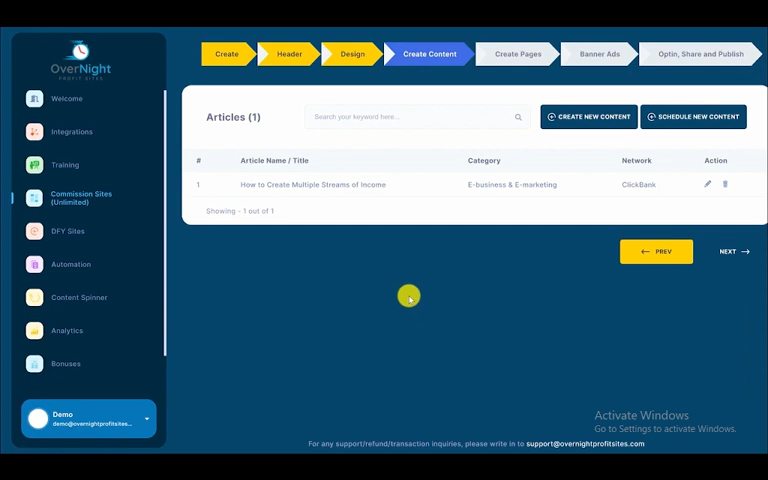 OverNight
PROFIT SITES
Welcome
Integrations
Training
Commission Sites
(Unlimited)
DFY Sites
Automation
Content Spinner
Analytics
Bonuses
Demo
demo@overnightprofitsites...
Create
Header
Design
Create Content
Create Pages
Banner Ads
Optin, Share and Publish
Articles (1)
Search your keyword here...
CREATE NEW CONTENT
SCHEDULE NEW CONTENT
# Article Name / Title Category Network Action
1 How to Create Multiple Streams of Income E-business & E-marketing ClickBank
Showing - 1 out of 1
← PREV
NEXT →
Activate Windows
Go to Settings to activate Windows.
For any support/refund/transaction inquiries, please write in to support@overnightprofitsites.com